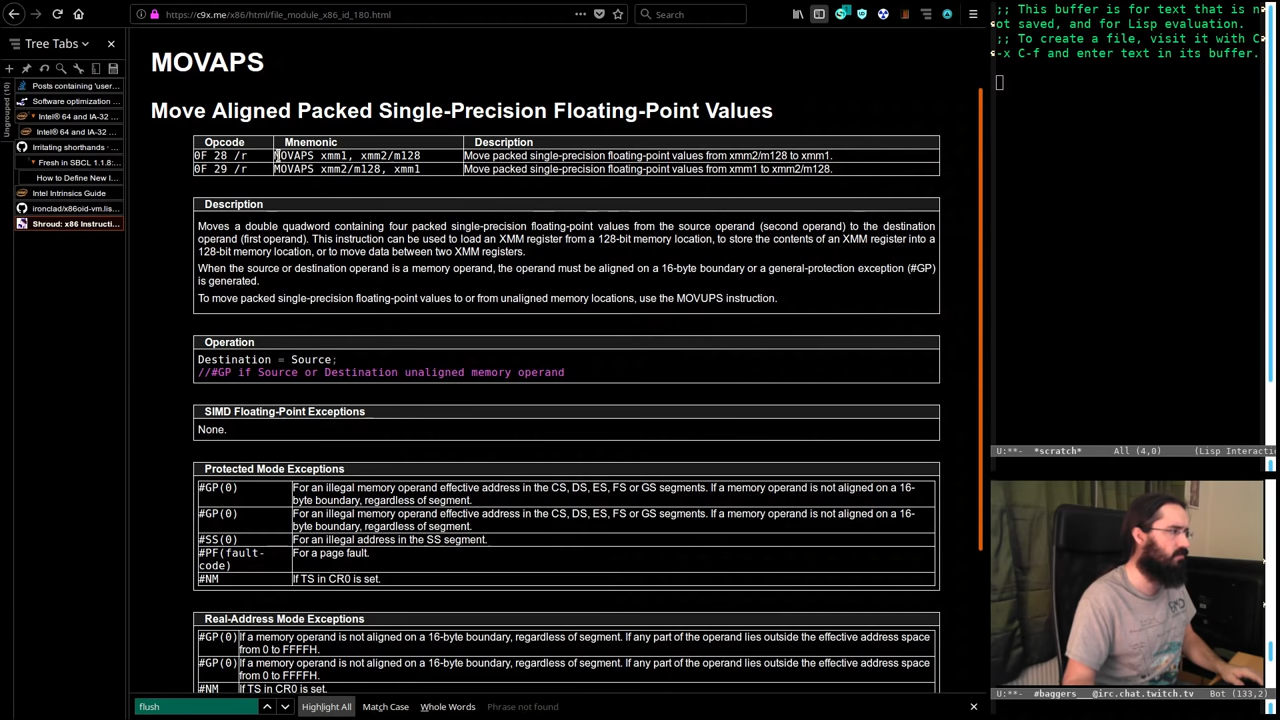 https://c9x.me/x86/html/file_module_x86_id_180.html
Search
Tree Tabs
Ungrouped (10)
Posts containing 'user...
Software optimization ...
Intel® 64 and IA-32 ...
Intel® 64 and IA-32 ...
Irritating shorthands · ...
Fresh in SBCL 1.1.8:...
How to Define New I...
Intel Intrinsics Guide
ironclad/x86oid-vm.lis...
Shroud: x86 Instructi...
MOVAPS
Move Aligned Packed Single-Precision Floating-Point Values
Opcode Mnemonic Description
0F 28 /r MOVAPS xmm1, xmm2/m128 Move packed single-precision floating-point values from xmm2/m128 to xmm1.
0F 29 /r MOVAPS xmm2/m128, xmm1 Move packed single-precision floating-point values from xmm1 to xmm2/m128.
Description
Moves a double quadword containing four packed single-precision floating-point values from the source operand (second operand) to the destination
operand (first operand). This instruction can be used to load an XMM register from a 128-bit memory location, to store the contents of an XMM register into a
128-bit memory location, or to move data between two XMM registers.
When the source or destination operand is a memory operand, the operand must be aligned on a 16-byte boundary or a general-protection exception (#GP)
is generated.
To move packed single-precision floating-point values to or from unaligned memory locations, use the MOVUPS instruction.
Operation
Destination = Source;
//#GP if Source or Destination unaligned memory operand
SIMD Floating-Point Exceptions
None.
Protected Mode Exceptions
#GP(0) For an illegal memory operand effective address in the CS, DS, ES, FS or GS segments. If a memory operand is not aligned on a 16-
byte boundary, regardless of segment.
#GP(0) For an illegal memory operand effective address in the CS, DS, ES, FS or GS segments. If a memory operand is not aligned on a 16-
byte boundary, regardless of segment.
#SS(0) For an illegal address in the SS segment.
#PF(fault- For a page fault.
code)
#NM If TS in CR0 is set.
Real-Address Mode Exceptions
#GP(0) If a memory operand is not aligned on a 16-byte boundary, regardless of segment. If any part of the operand lies outside the effective address space
from 0 to FFFFH.
#GP(0) If a memory operand is not aligned on a 16-byte boundary, regardless of segment. If any part of the operand lies outside the effective address space
from 0 to FFFFH.
#NM If TS in CR0 is set.
flush Highlight All Match Case Whole Words Phrase not found
;; This buffer is for text that is n
ot saved, and for Lisp evaluation.
;; To create a file, visit it with C
-x C-f and enter text in its buffer.
U:**- *scratch* All (4,0) (Lisp Interacti
U:**- #baggers @irc.chat.twitch.tv Bot (133,2)